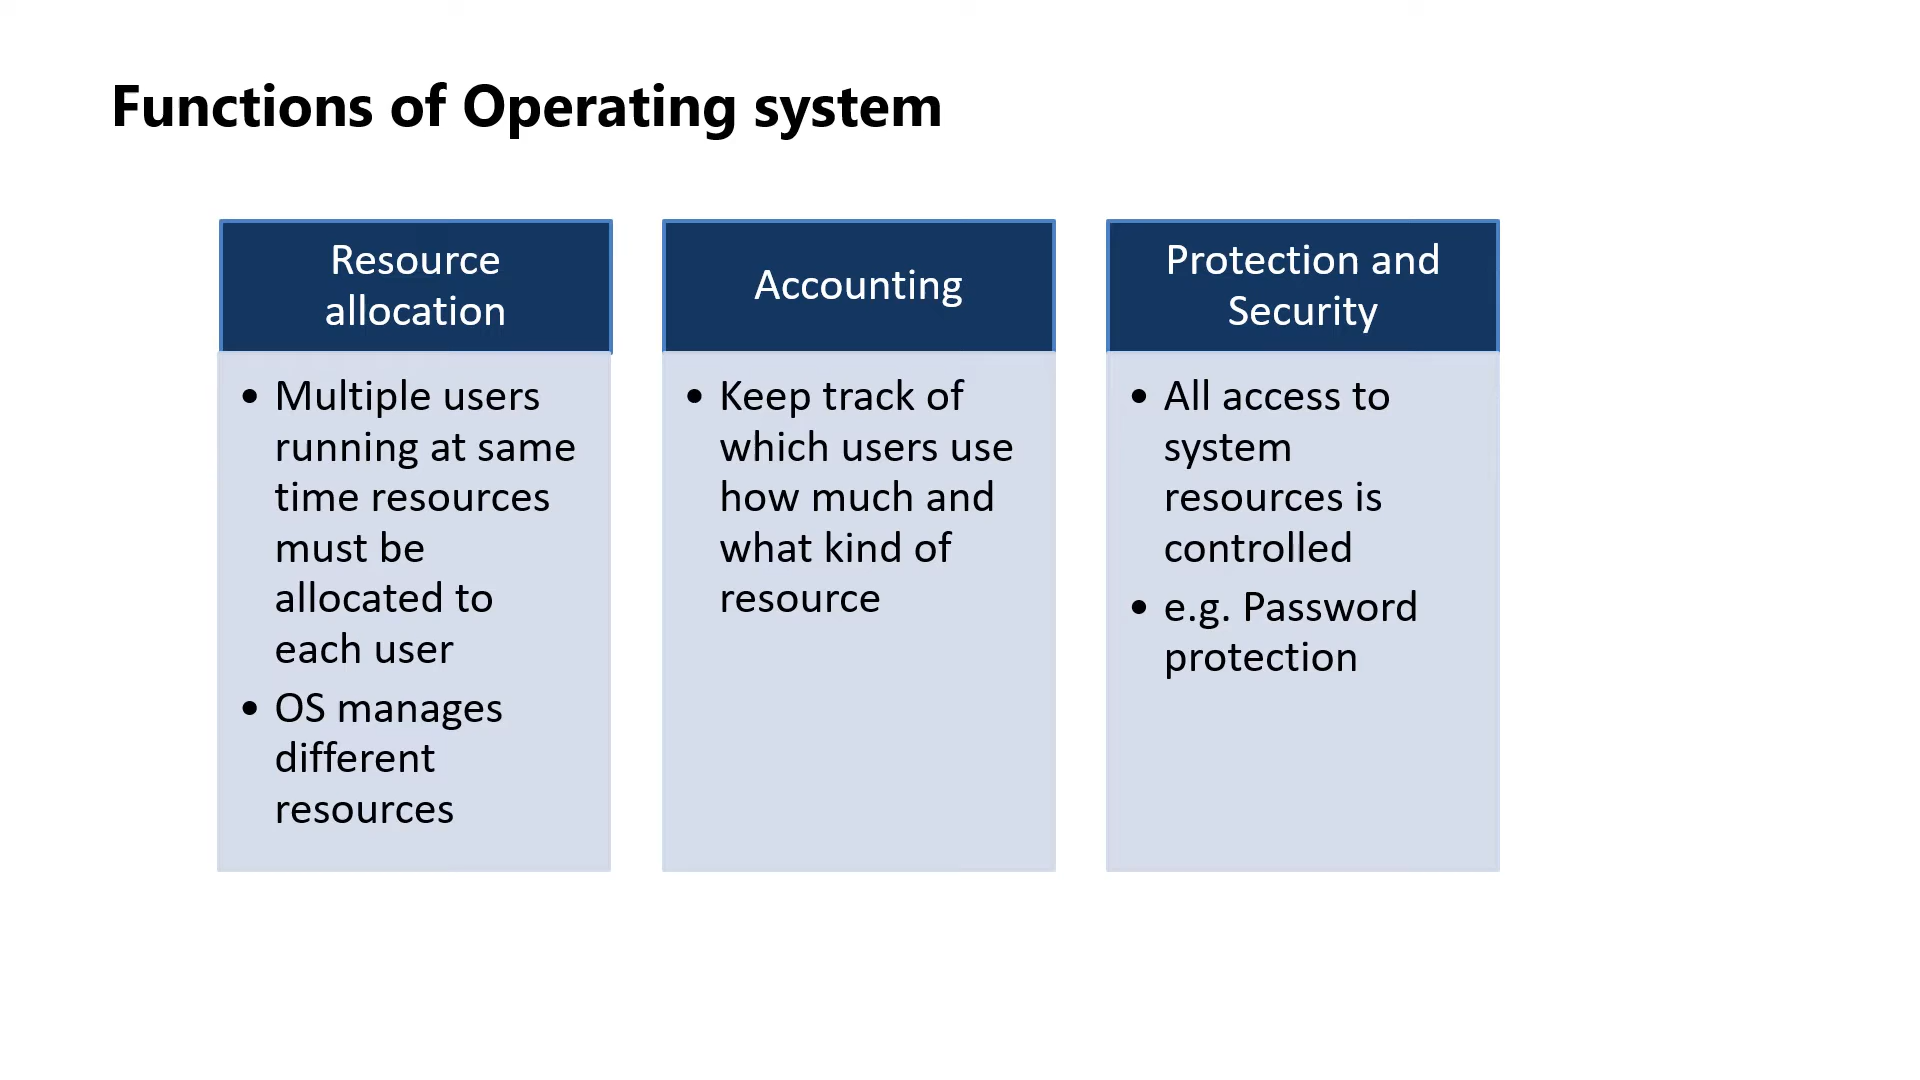 Functions of Operating system
Resource
allocation
• Multiple users
running at same
time resources
must be
allocated to
each user
• OS manages
different
resources
Accounting
• Keep track of
which users use
how much and
what kind of
resource
Protection and
Security
• All access to
system
resources is
controlled
• e.g. Password
protection